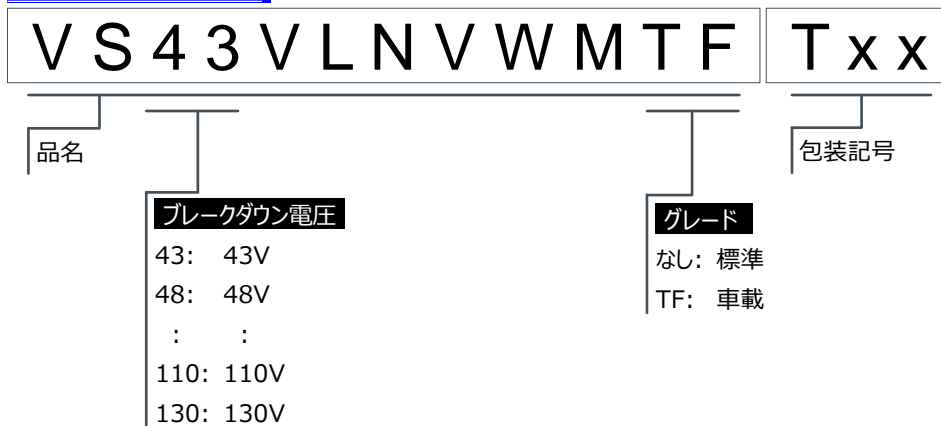 VS43VLNVWMTF Txx
品名
包装記号
ブレークダウン電圧
グレード
43: 43V
なし: 標準
48: 48V
TF: 車載
: :
110: 110V
130: 130V